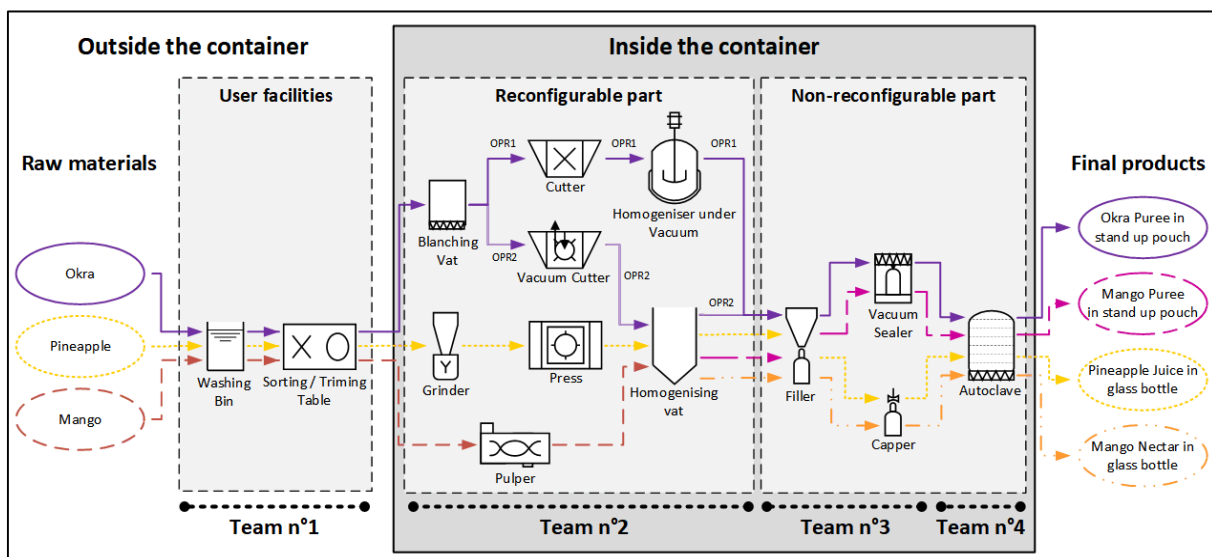 Outside the container
Inside the container
User facilities
Reconfigurable part
Non-reconfigurable part
Raw materials
Final products
OPR1
OPR1
OPR1
Cutter
Homogeniser under
Vacuum
Blanching
Vat
OPR2
Vacuum Cutter
OPR2
OPR2
Okra
Pineapple
Mango
Washing
Bin
Sorting / Triming
Table
Grinder
Press
Homogenising
vat
Pulper
Filler
Vacuum
Sealer
Capper
Autoclave
Okra Puree in
stand up pouch
Mango Puree
in stand up pouch
Pineapple Juice in
glass bottle
Mango Nectar in
glass bottle
Team n°1
Team n°2
Team n°3
Team n°4